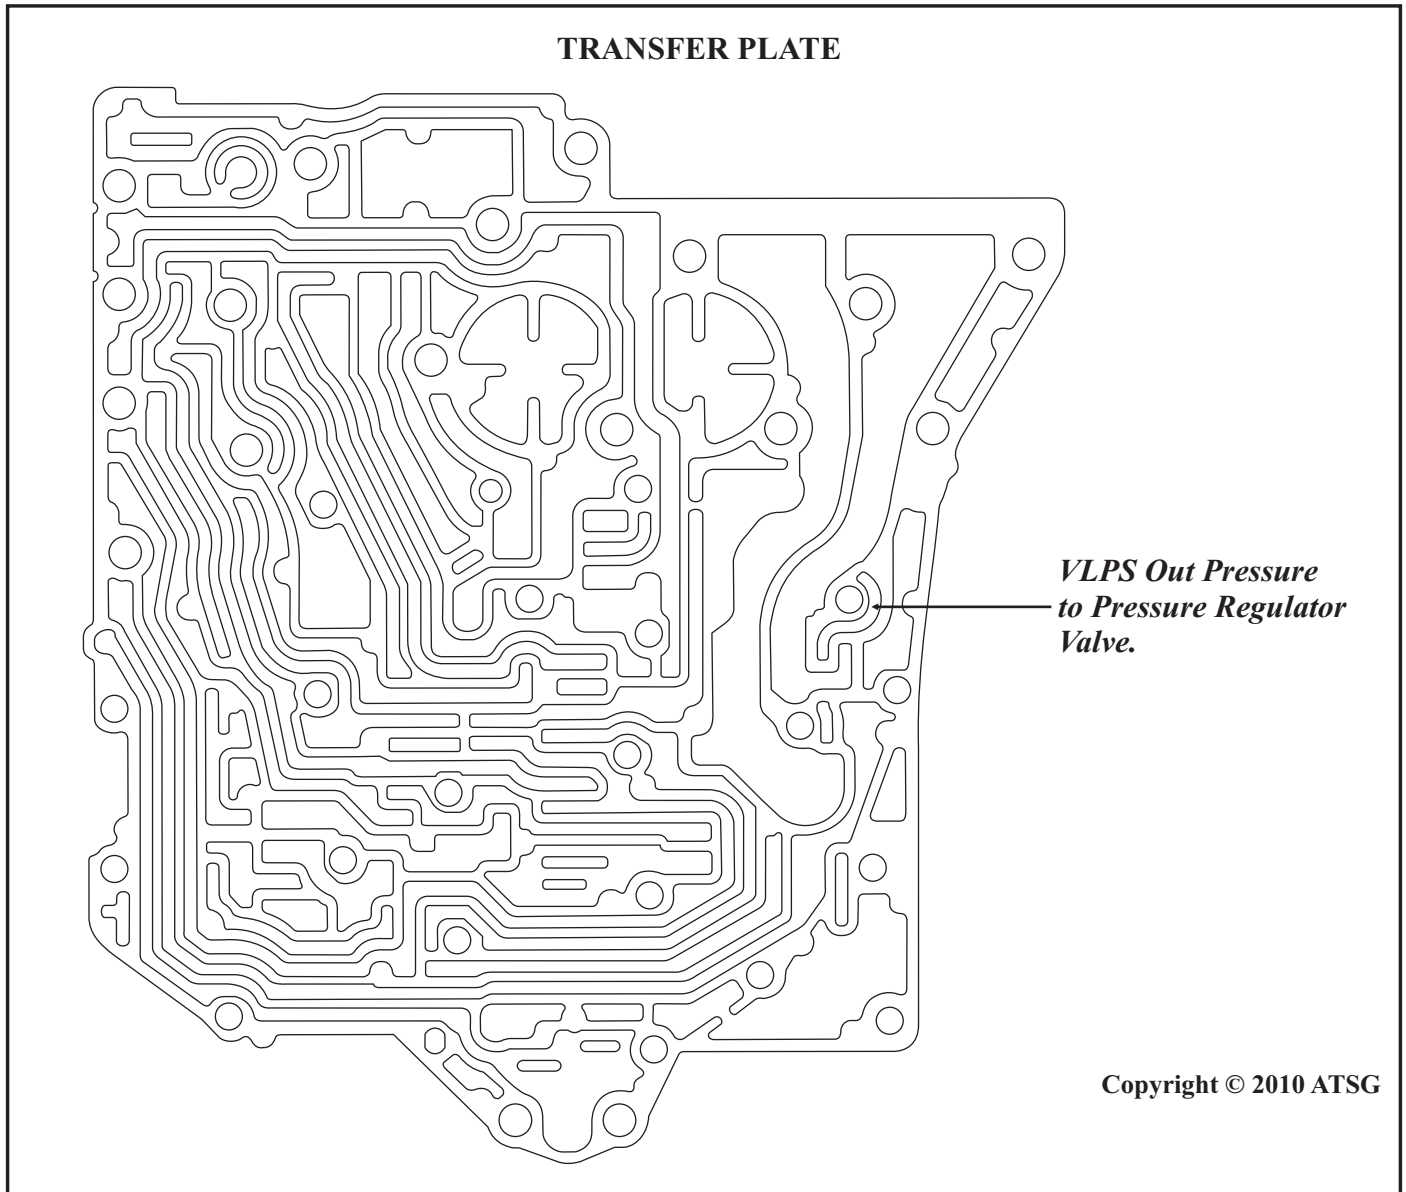 TRANSFER PLATE
VLPS Out Pressure
to Pressure Regulator
Valve.
Copyright © 2010 ATSG